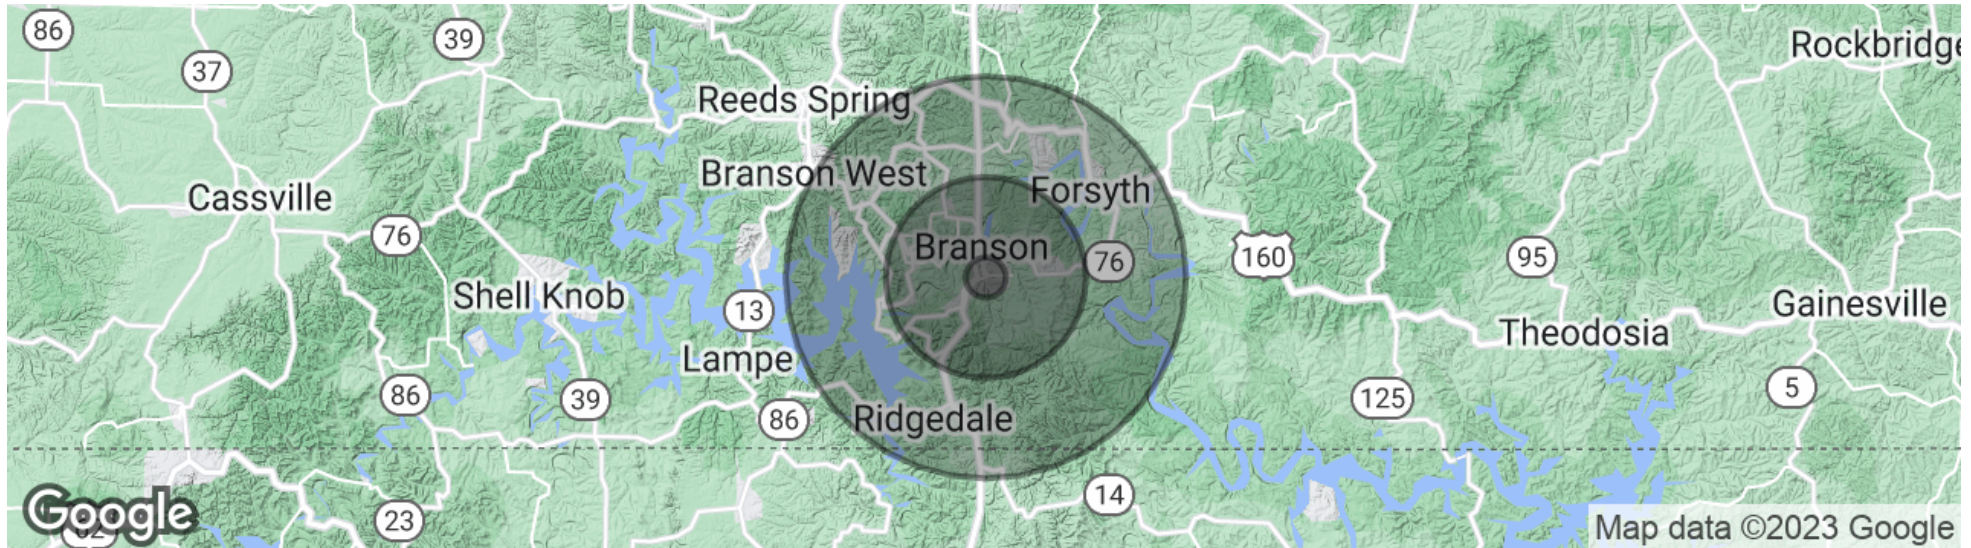 86
39
Rockbridge
37
Reeds Spring
Branson West
Forsyth
Cassville
76
Branson
76
160
95
Shell Knob
13
Gainesville
Theodosia
Lampe
86
39
86
Ridgedale
125
5
14
23
Google
62
Map data ©2023 Google